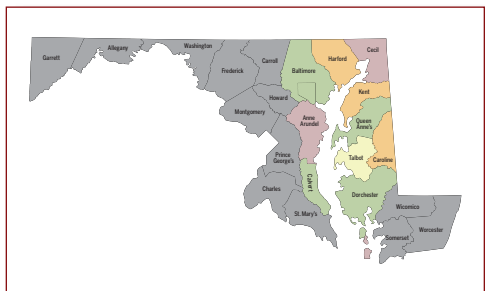 Garrett
Allegany
Washington
Frederick
Carroll
Baltimore
Harford
Cecil
Howard
Montgomery
Anne
Arundel
Kent
Queen
Anne's
Talbot
Caroline
Prince
George's
Calvert
Charles
St. Mary's
Dorchester
Wicomico
Somerset
Worcester